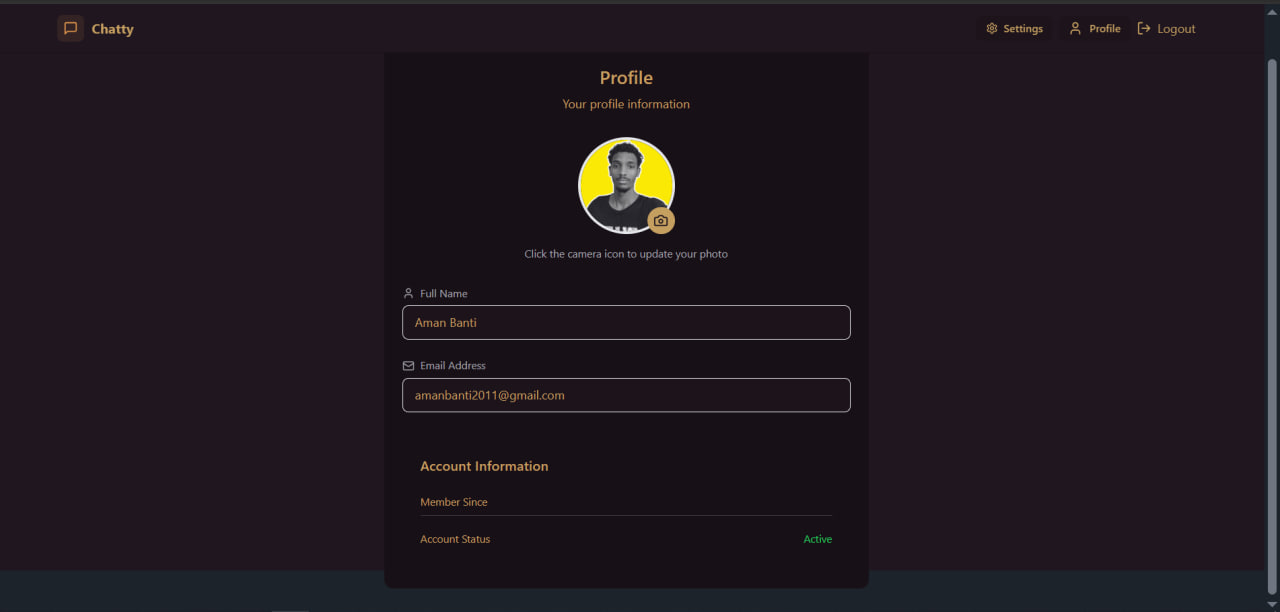 Chatty
Settings
Profile
Logout
Profile
Your profile information
Click the camera icon to update your photo
Full Name
Aman Banti
Email Address
amanbanti2011@gmail.com
Account Information
Member Since
Account Status
Active